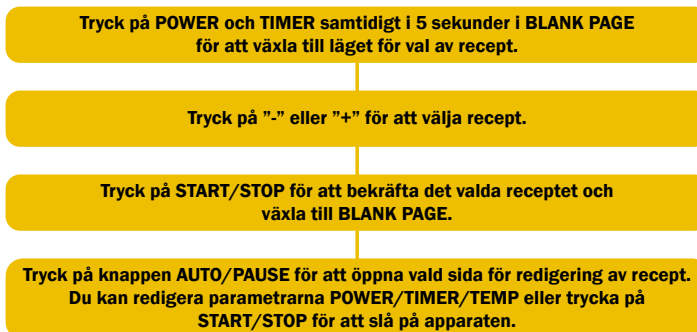 Tryck på POWER och TIMER samtidigt i 5 sekunder i BLANK PAGE
för att växla till läget för val av recept.
Tryck på ”-” eller ”+” för att välja recept.
Tryck på START/STOP för att bekräfta det valda receptet och
växla till BLANK PAGE.
Tryck på knappen AUTO/PAUSE för att öppna vald sida för redigering av recept.
Du kan redigera parametrarna POWER/TIMER/TEMP eller trycka på
START/STOP för att slå på apparaten.